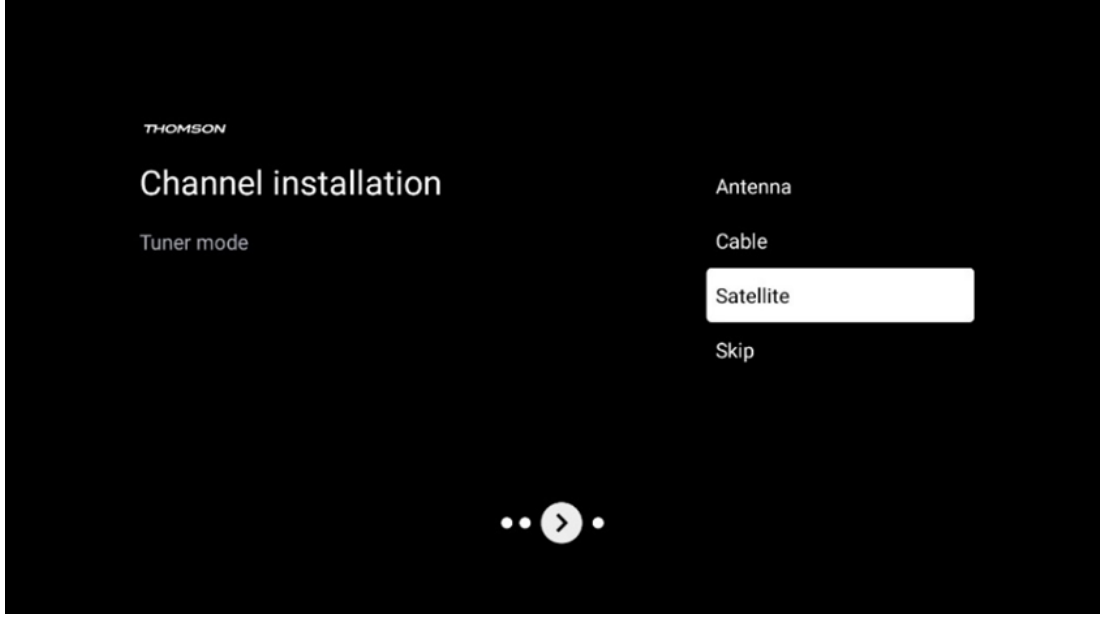 THOMSON
Channel installation
Tuner mode
Antenna
Cable
Satellite
Skip